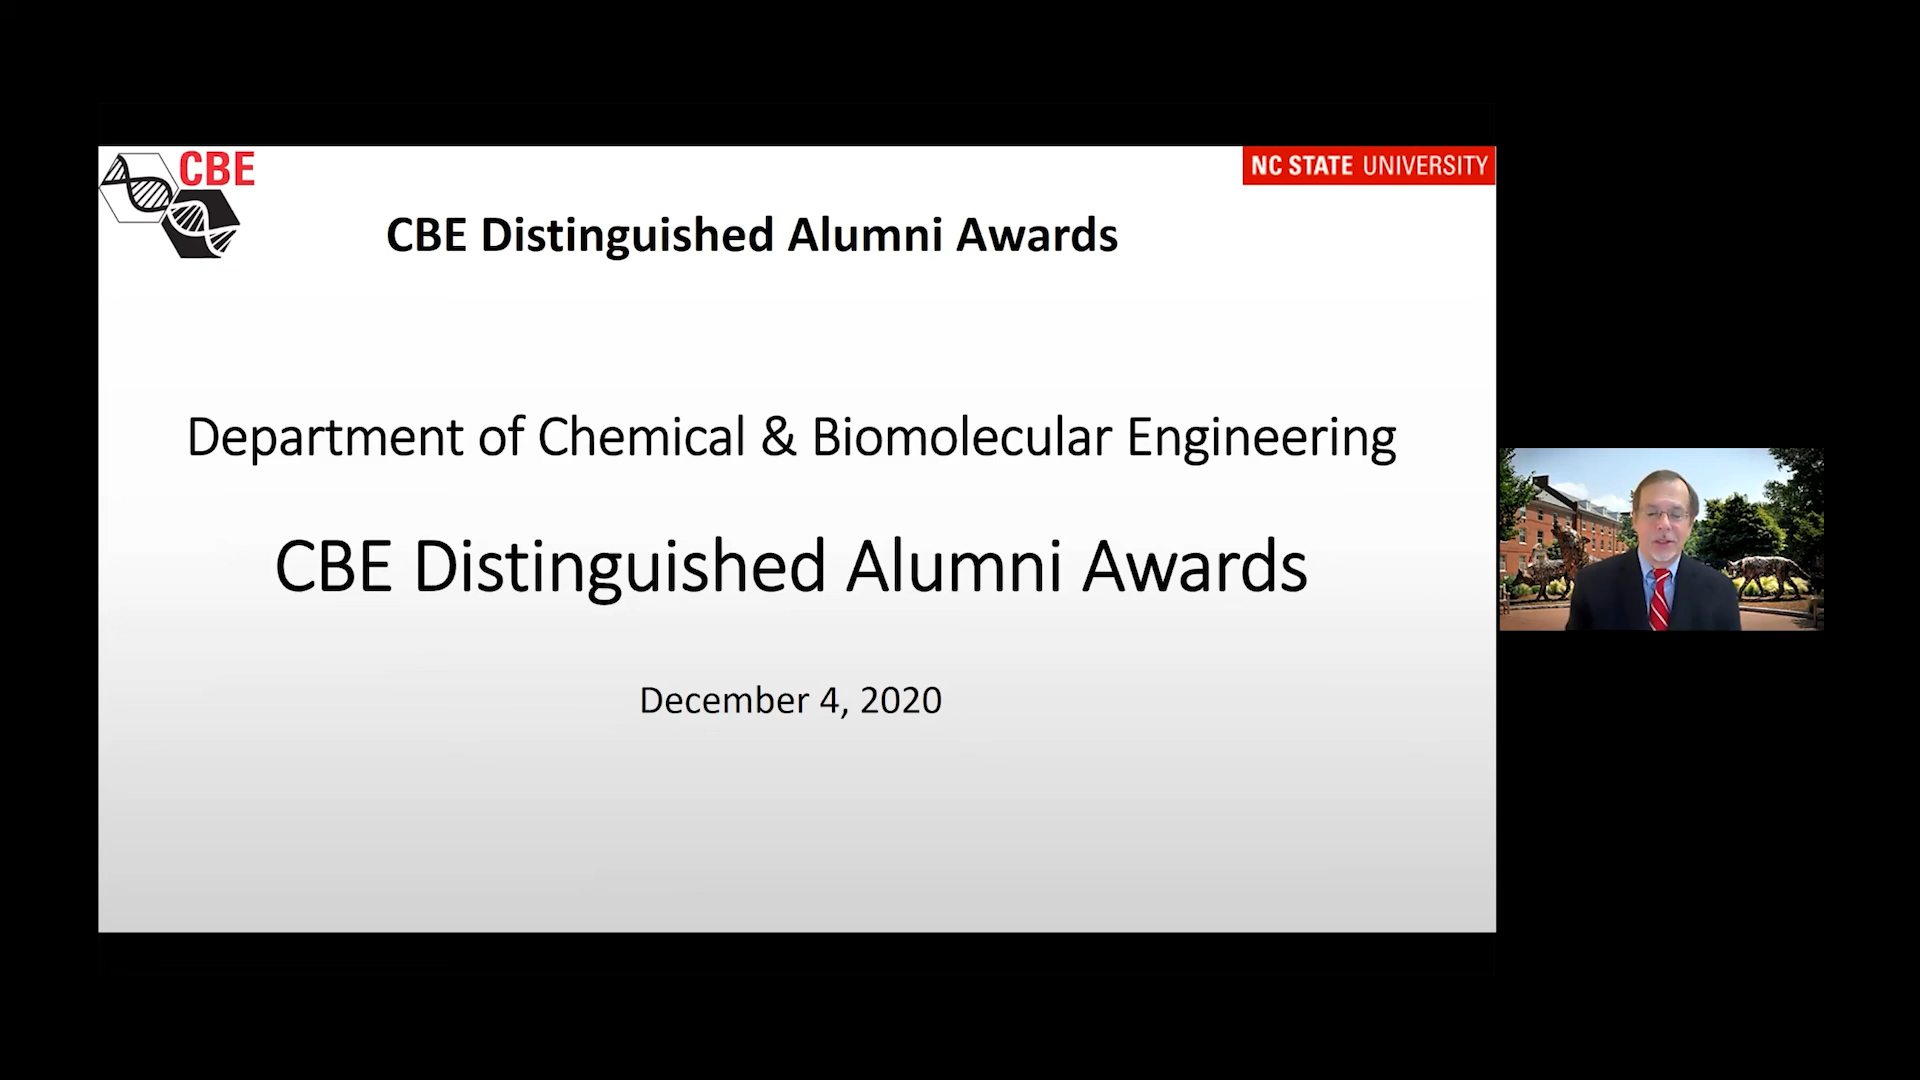 CBE
NC STATE UNIVERSITY
CBE Distinguished Alumni Awards
Department of Chemical & Biomolecular Engineering
CBE Distinguished Alumni Awards
December 4, 2020